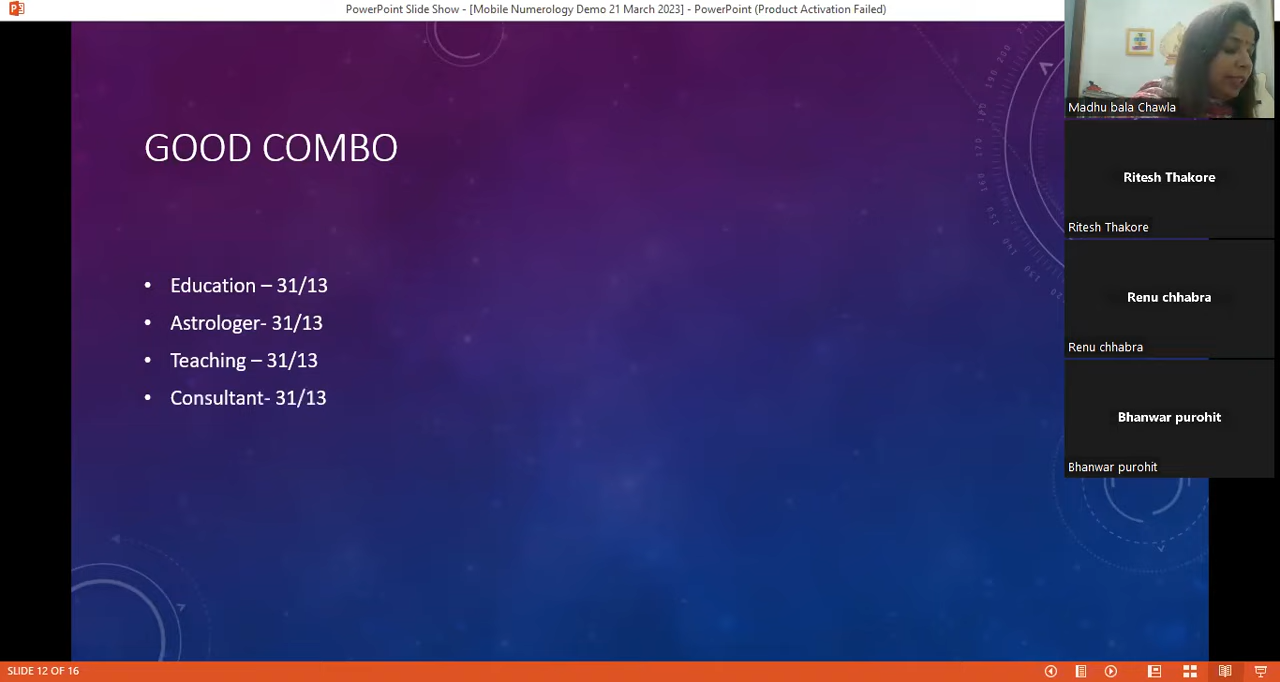 PowerPoint Slide Show - [Mobile Numerology Demo 21 March 2023] - PowerPoint (Product Activation Failed)
GOOD COMBO
• Education – 31/13
• Astrologer- 31/13
• Teaching – 31/13
• Consultant- 31/13
Madhu bala Chawla
Ritesh Thakore
Ritesh Thakore
Renu chhabra
Renu chhabra
Bhanwar purohit
Bhanwar purohit
SLIDE 12 OF 16